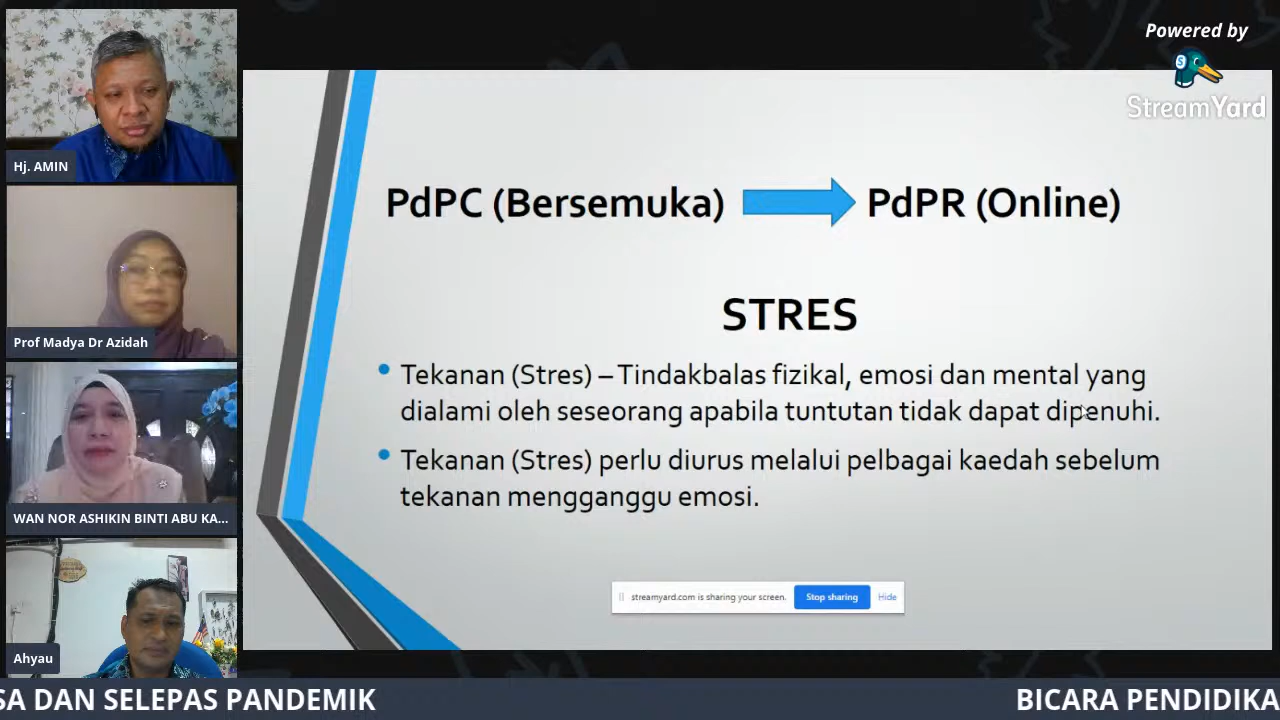 Hj. AMIN
Prof Madya Dr Azidah
WAN NOR ASHIKIN BINTI ABU KA...
Ahyau
Powered by
StreamYard
PdPC (Bersemuka)
PdPR (Online)
STRES
Tekanan (Stres) – Tindakbalas fizikal, emosi dan mental yang
dialami oleh seseorang apabila tuntutan tidak dapat dipenuhi.
Tekanan (Stres) perlu diurus melalui pelbagai kaedah sebelum
tekanan mengganggu emosi.
streamyard.com is sharing your screen.
Stop sharing
Hide
SA DAN SELEPAS PANDEMIK
BICARA PENDIDIKA